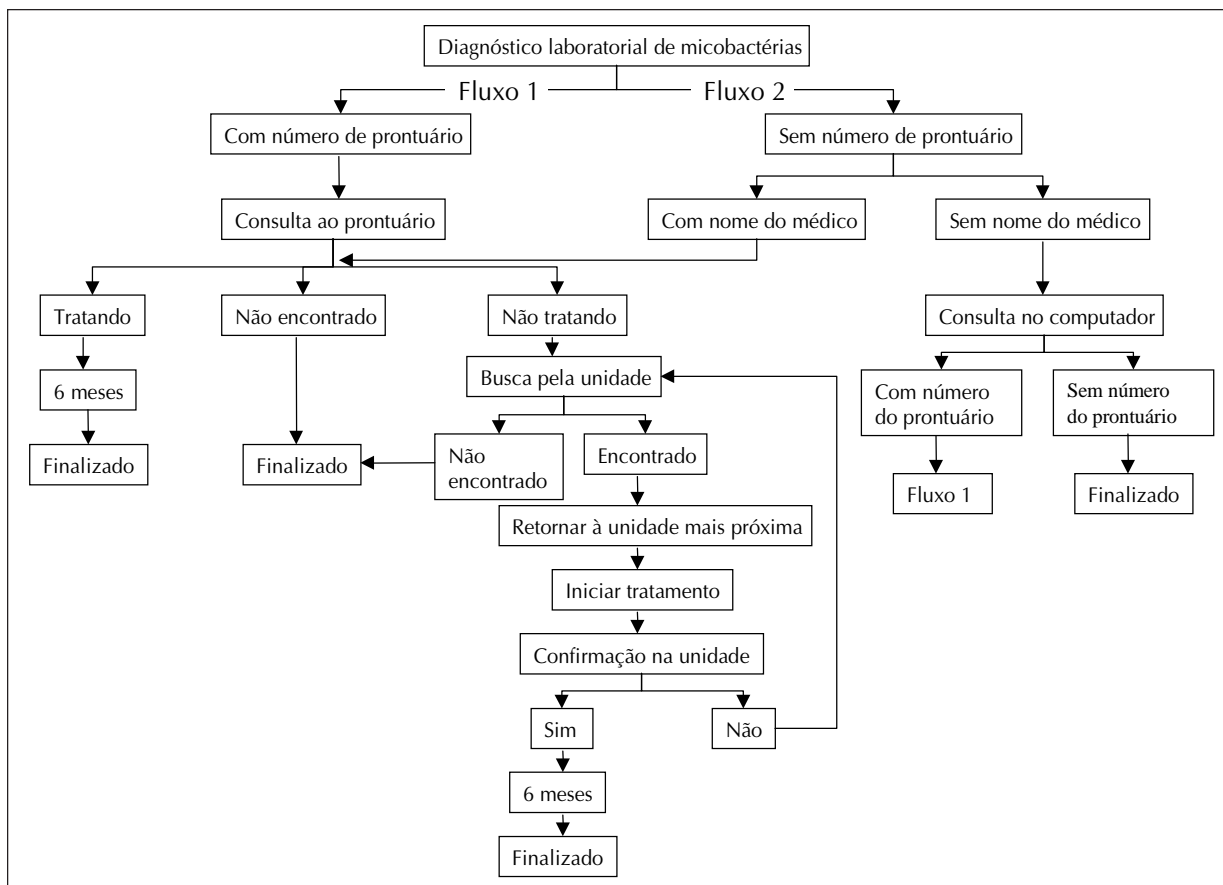 Diagnóstico laboratorial de micobactérias
Fluxo 1
Fluxo 2
Com número de prontuário
Sem número de prontuário
Consulta ao prontuário
Com nome do médico
Sem nome do médico
Tratando
Não encontrado
Não tratando
Consulta no computador
6 meses
Busca pela unidade
Com número
do prontuário
Sem número
do prontuário
Finalizado
Finalizado
Não
encontrado
Encontrado
Fluxo 1
Finalizado
Retornar à unidade mais próxima
Iniciar tratamento
Confirmação na unidade
Sim
Não
6 meses
Finalizado